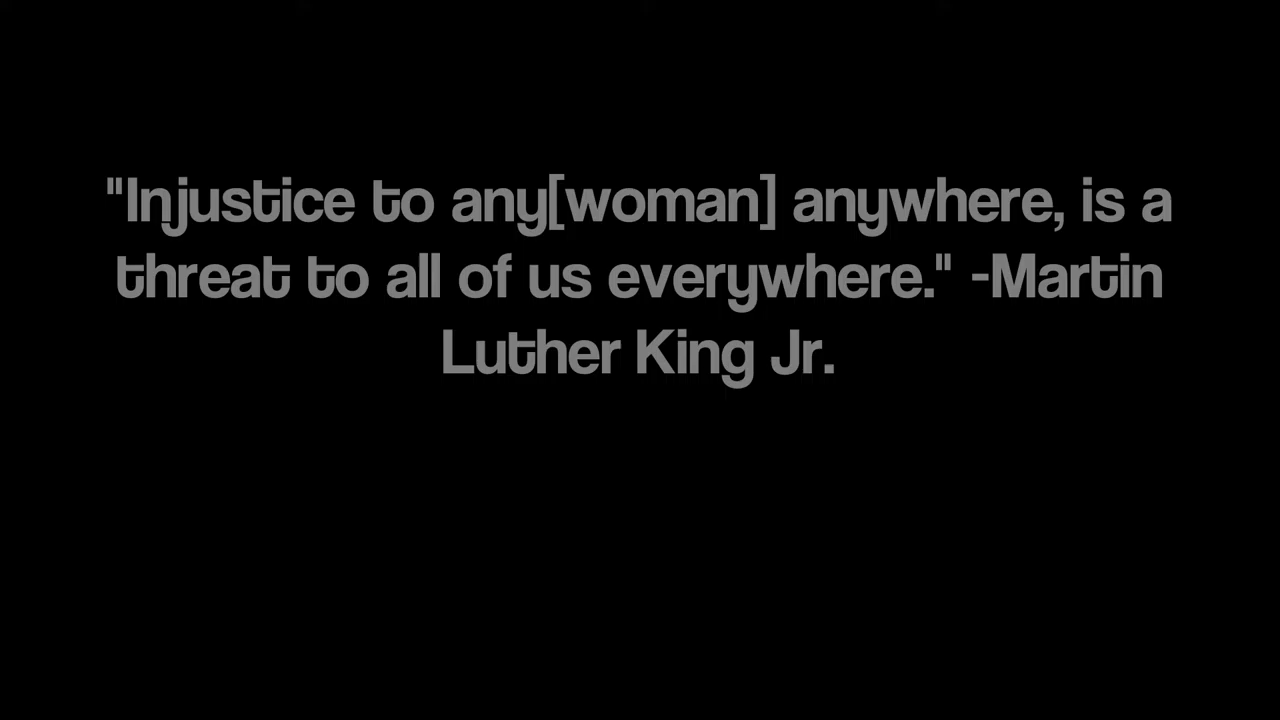 "Injustice to any[woman] anywhere, is a
threat to all of us everywhere." -Martin
Luther King Jr.